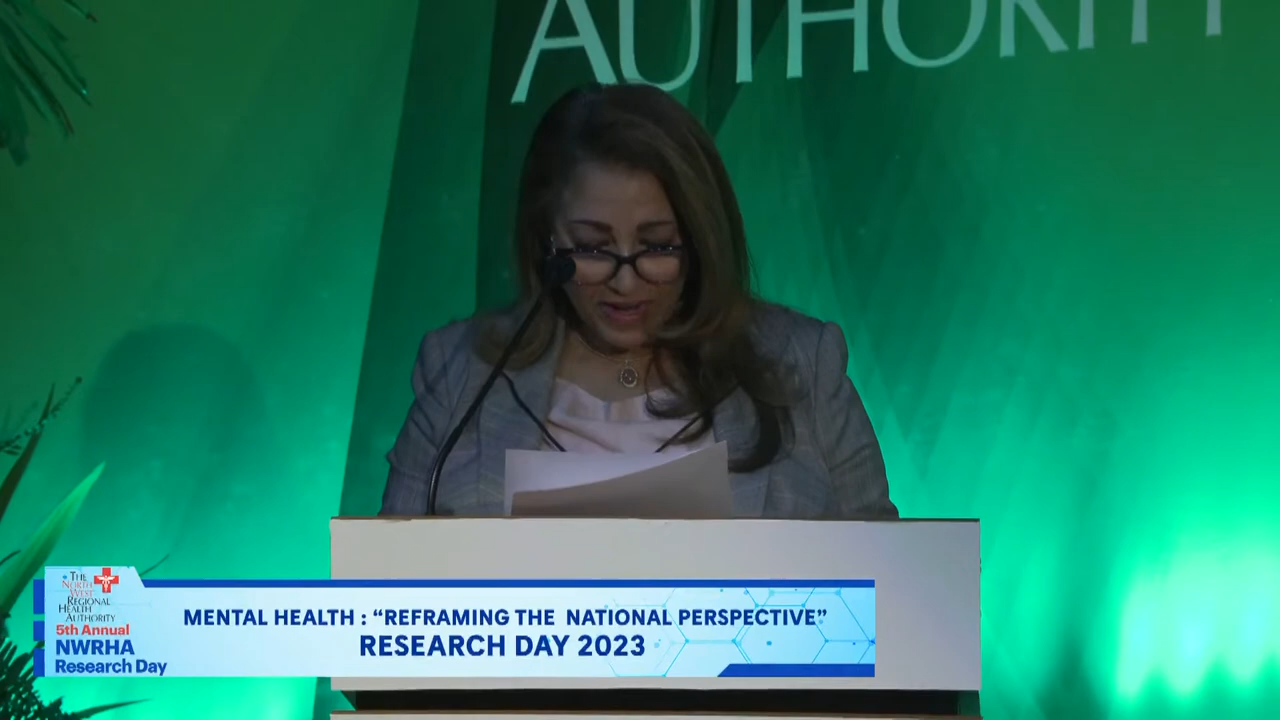 AUTHORITY
THE
NORTH
WEST
REGIONAL
HEALTH
AUTHORITY
5th Annual
NWRHA
Research Day
MENTAL HEALTH : “REFRAMING THE NATIONAL PERSPECTIVE”
RESEARCH DAY 2023